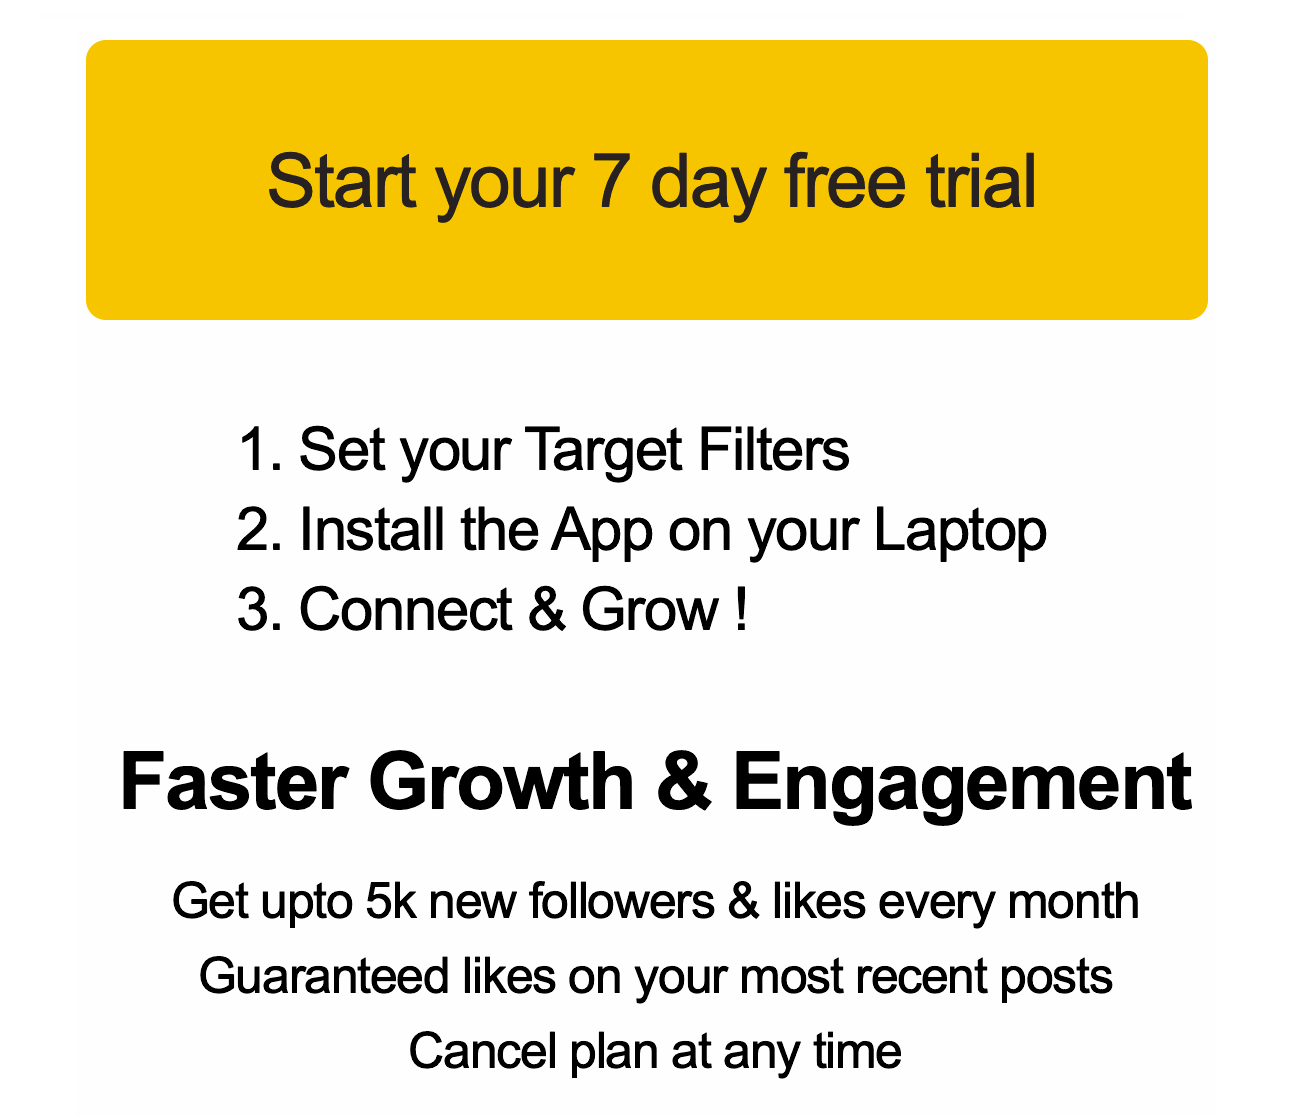 Start your 7 day free trial
1. Set your Target Filters
2. Install the App on your Laptop
3. Connect & Grow !
Faster Growth & Engagement
Get upto 5k new followers & likes every month
Guaranteed likes on your most recent posts
Cancel plan at any time